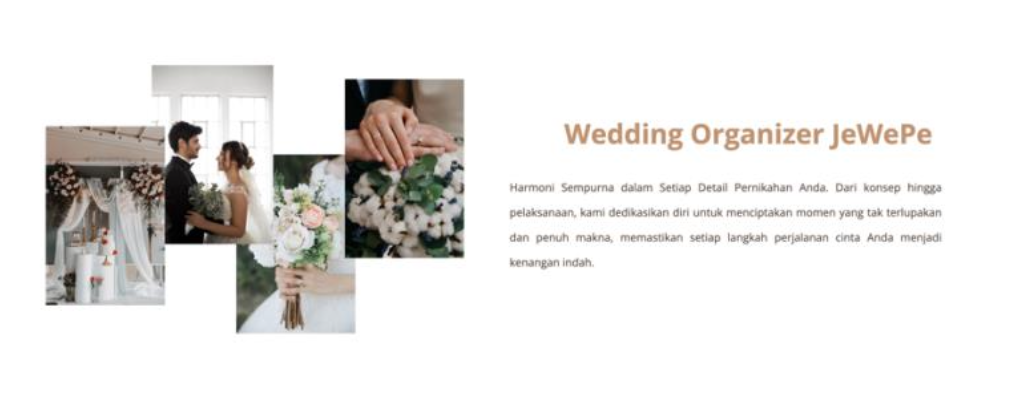 Wedding Organizer JeWePe
Harmoni Sempurna dalam Setiap Detail Pernikahan Anda. Dari konsep hingga
pelaksanaan, kami dedikasikan diri untuk menciptakan momen yang tak terlupakan
dan penuh makna, memastikan setiap langkah perjalanan cinta Anda menjadi
kenangan indah.